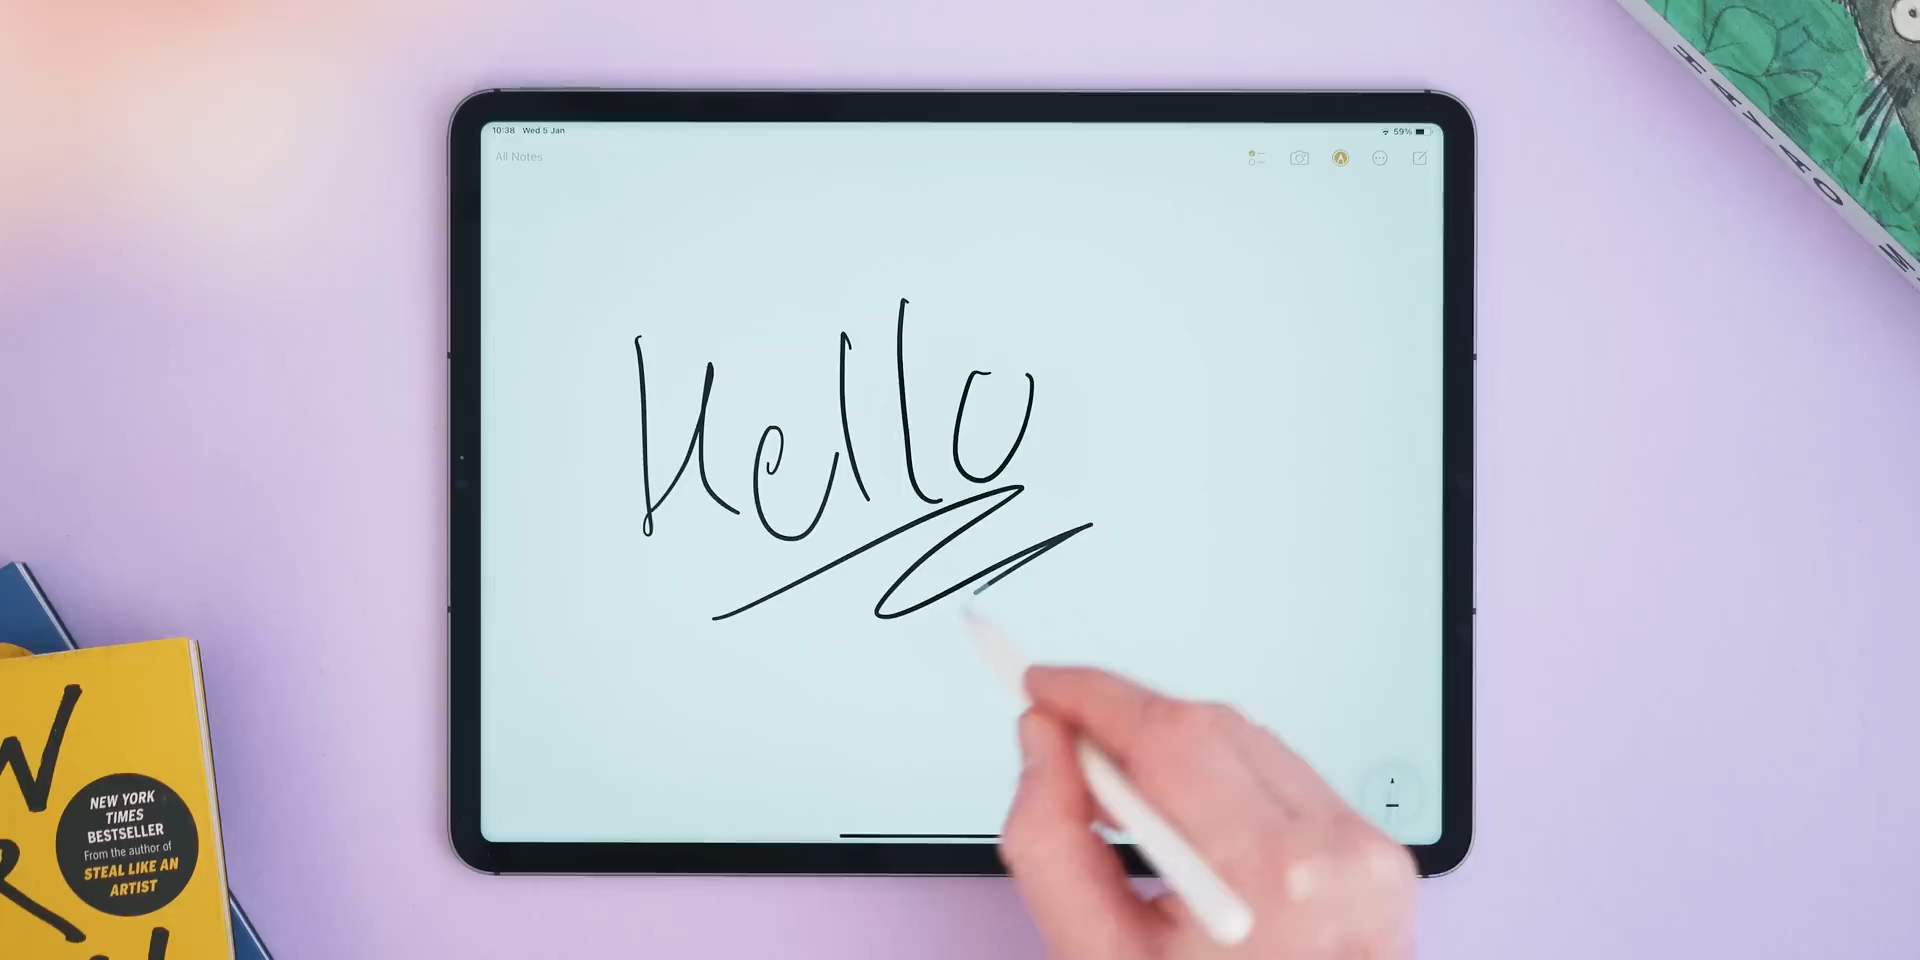 10:38 Wed 5 Jan
59%
All Notes
Hello
NEW YORK
TIMES
BESTSELLER
From the author of
STEAL LIKE AN
ARTIST
HAYAO